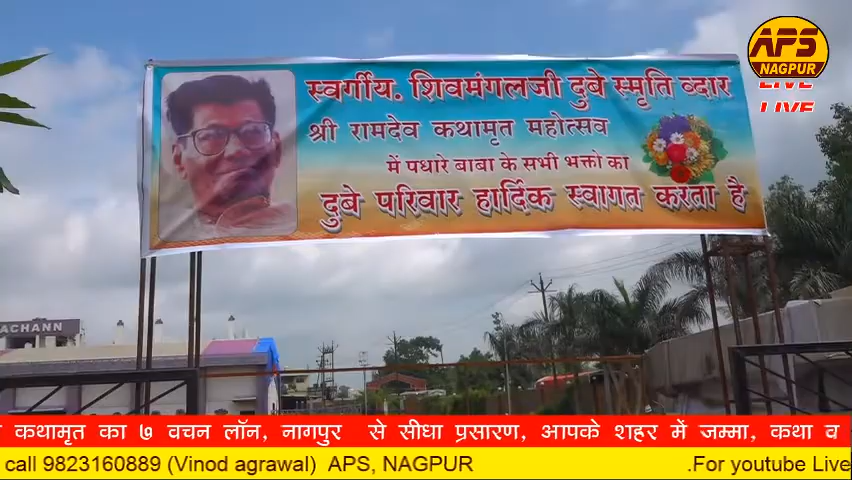 APS
NAGPUR
LIVE
LIVE
स्वर्गीय. शिवमंगलजी दुबे स्मृति व्दार
श्री रामदेव कथामृत महोत्सव
में पधारे बाबा के सभी भक्तो का
दुबे परिवार हार्दिक स्वागत करता है
ACHANN
कथामृत का ७ वचन लॉन, नागपुर से सीधा प्रसारण, आपके शहर में जम्मा, कथा व
call 9823160889 (Vinod agrawal) APS, NAGPUR .For youtube Live